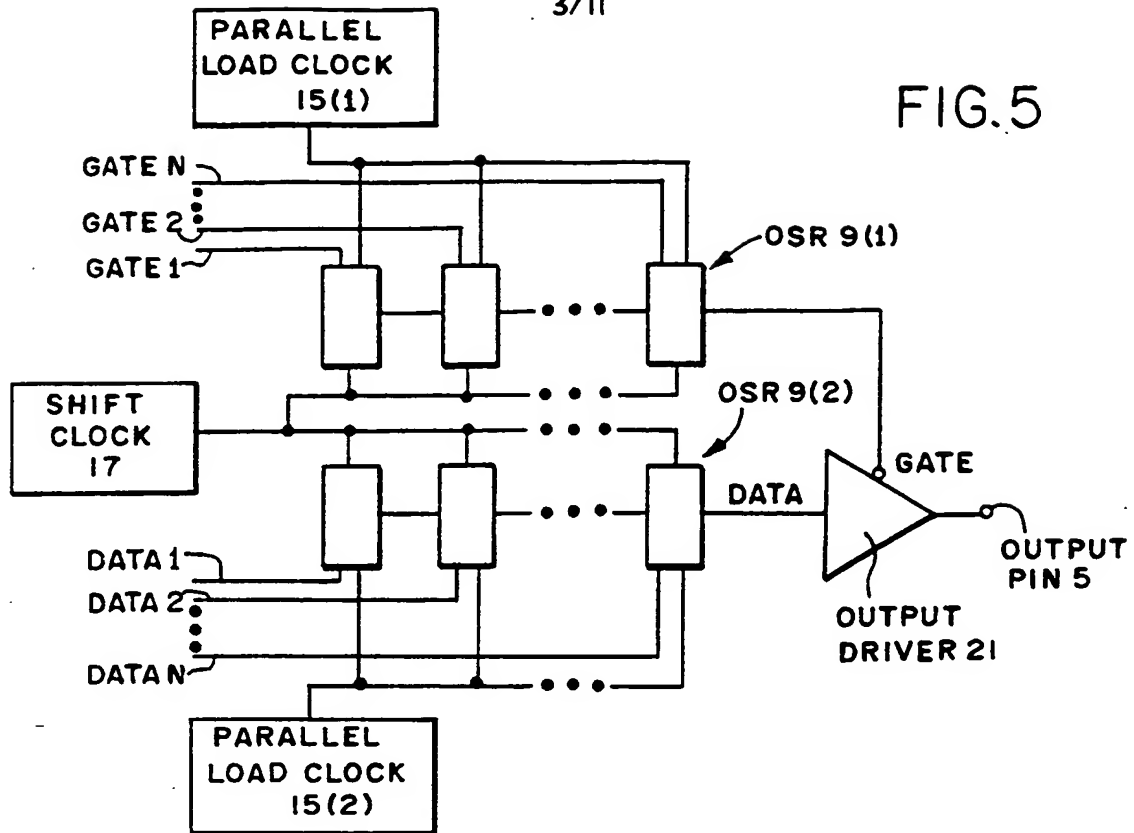 3/11
PARALLEL
LOAD CLOCK
15(1)
FIG.5
GATE N
GATE 2
GATE 1
OSR 9(1)
SHIFT
CLOCK
17
OSR 9(2)
GATE
DATA
OUTPUT
PIN 5
DATA 1
DATA 2
DATA N
OUTPUT
DRIVER 21
PARALLEL
LOAD CLOCK
15(2)